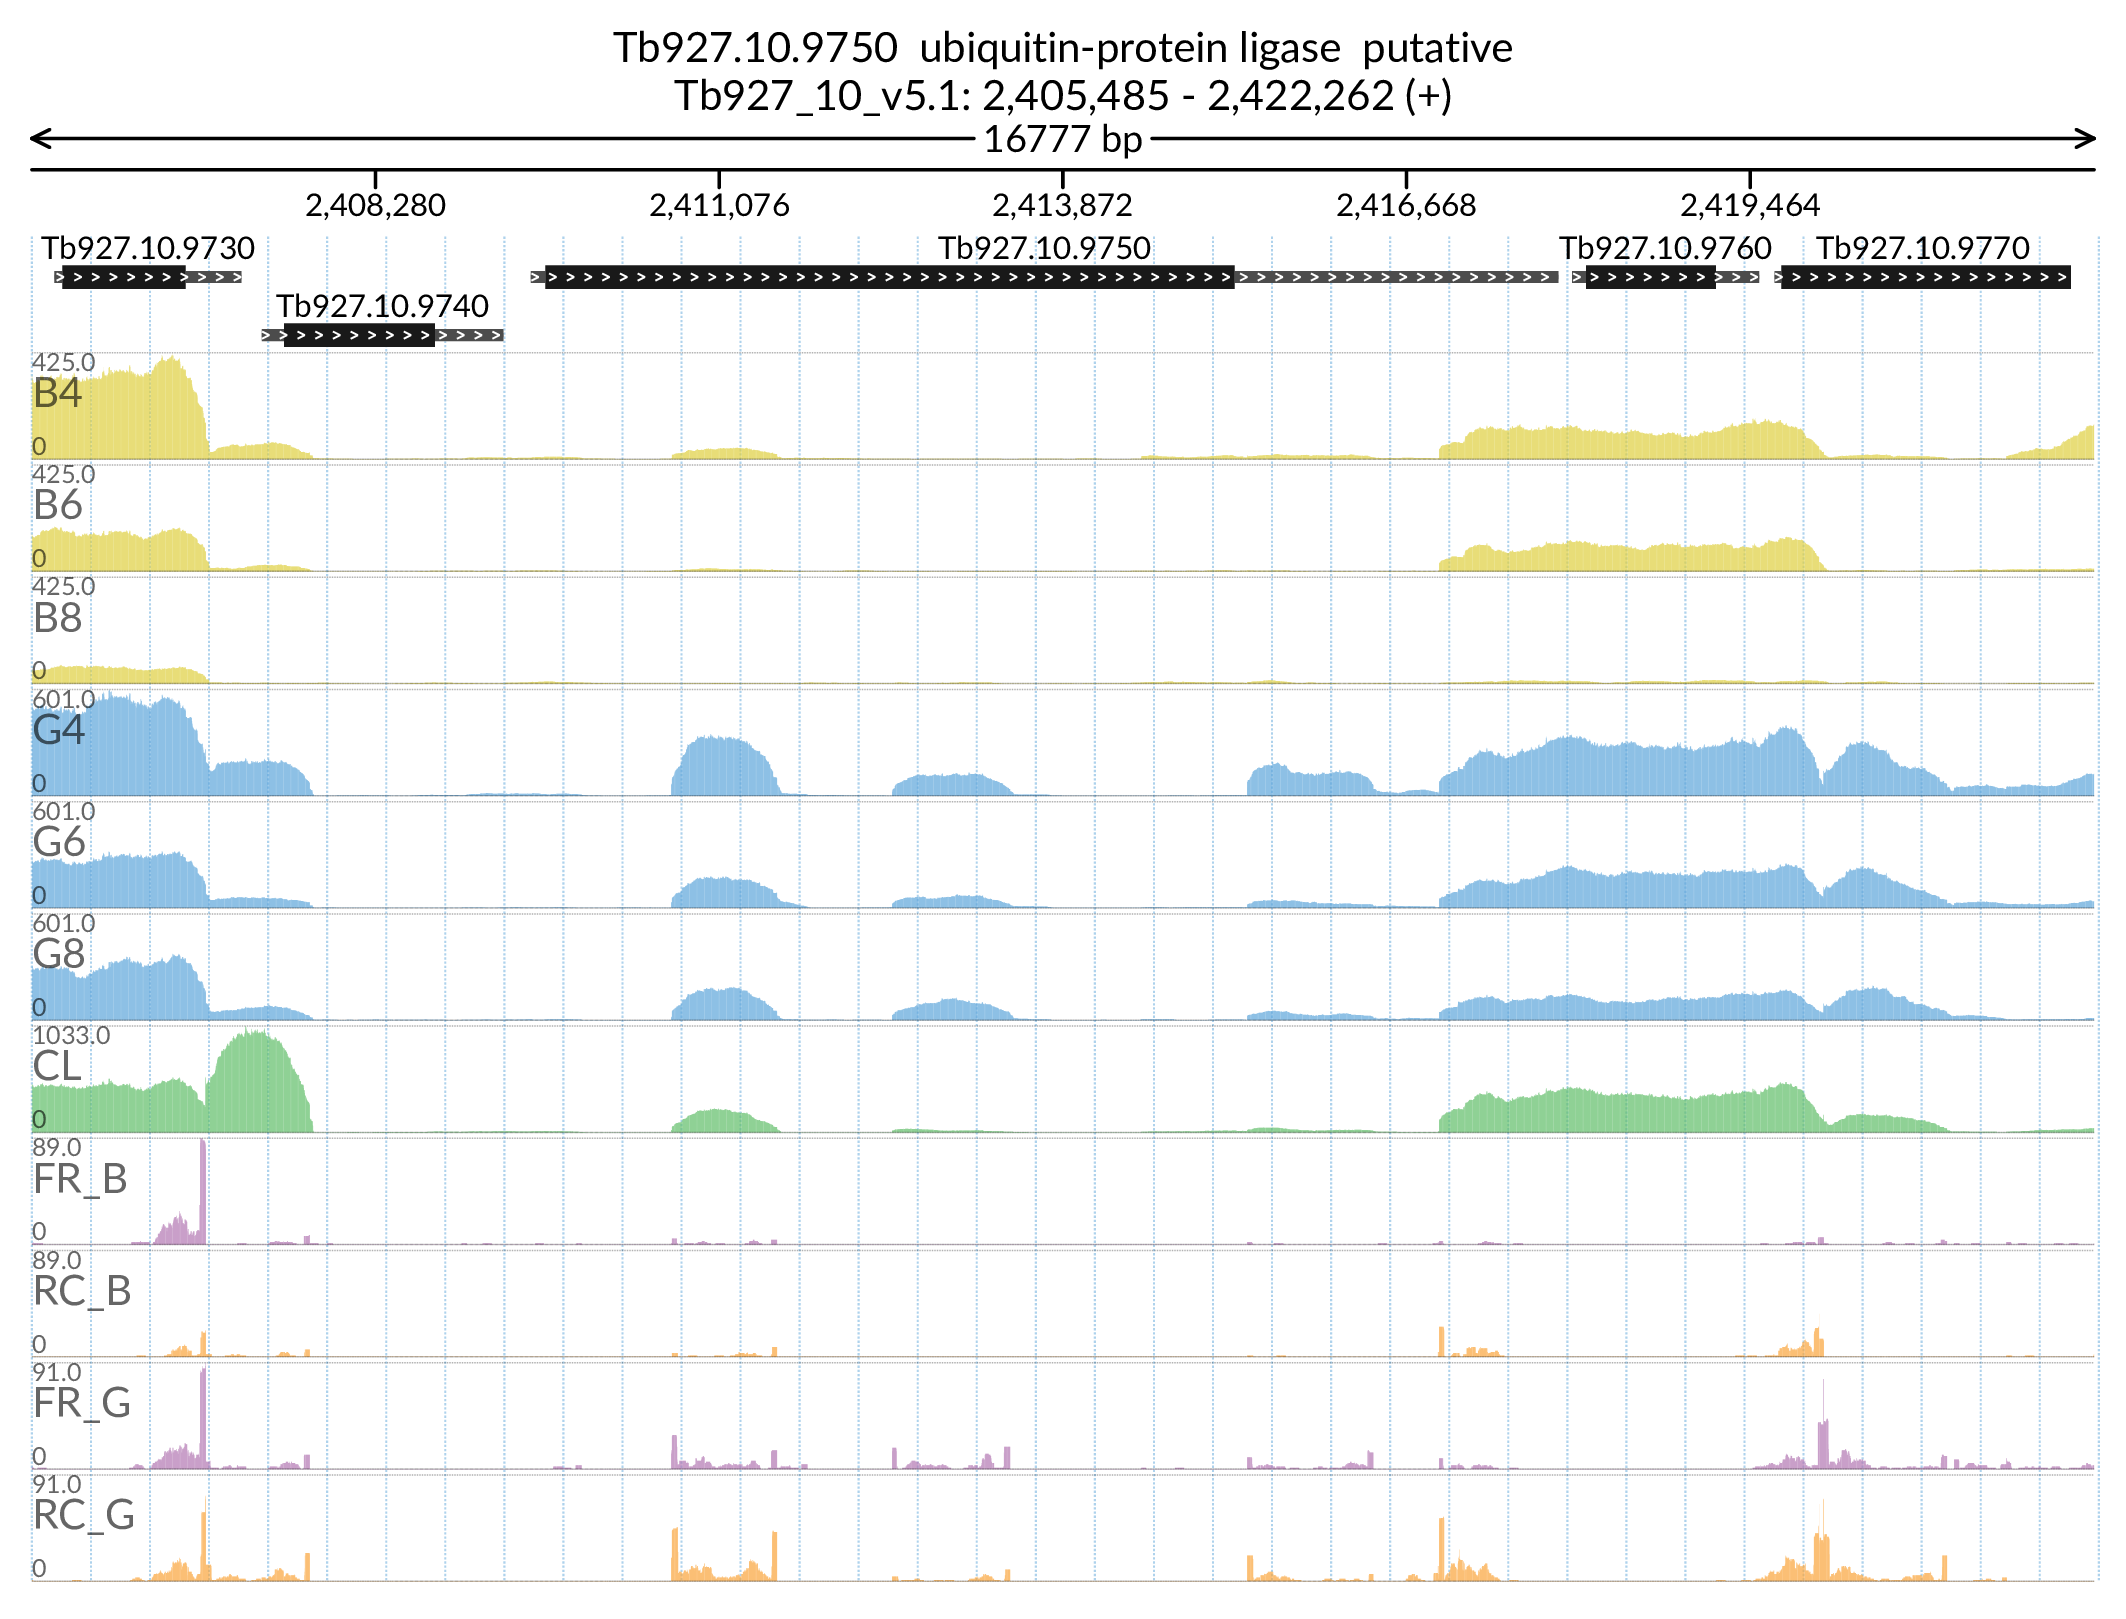 Tb927.10.9750 ubiquitin-protein ligase putative
Tb927_10_v5.1: 2,405,485 - 2,422,262 (+)
16777 bp
2,408,280 2,411,076 2,413,872 2,416,668 2,419,464
Tb927.10.9730 Tb927.10.9750 Tb927.10.9760 Tb927.10.9770
Tb927.10.9740
425.0
B4
0
425.0
B6
0
425.0
B8
0
601.0
G4
0
601.0
G6
0
601.0
G8
0
1033.0
CL
0
89.0
FR_B
0
89.0
RC_B
0
91.0
FR_G
0
91.0
RC_G
0